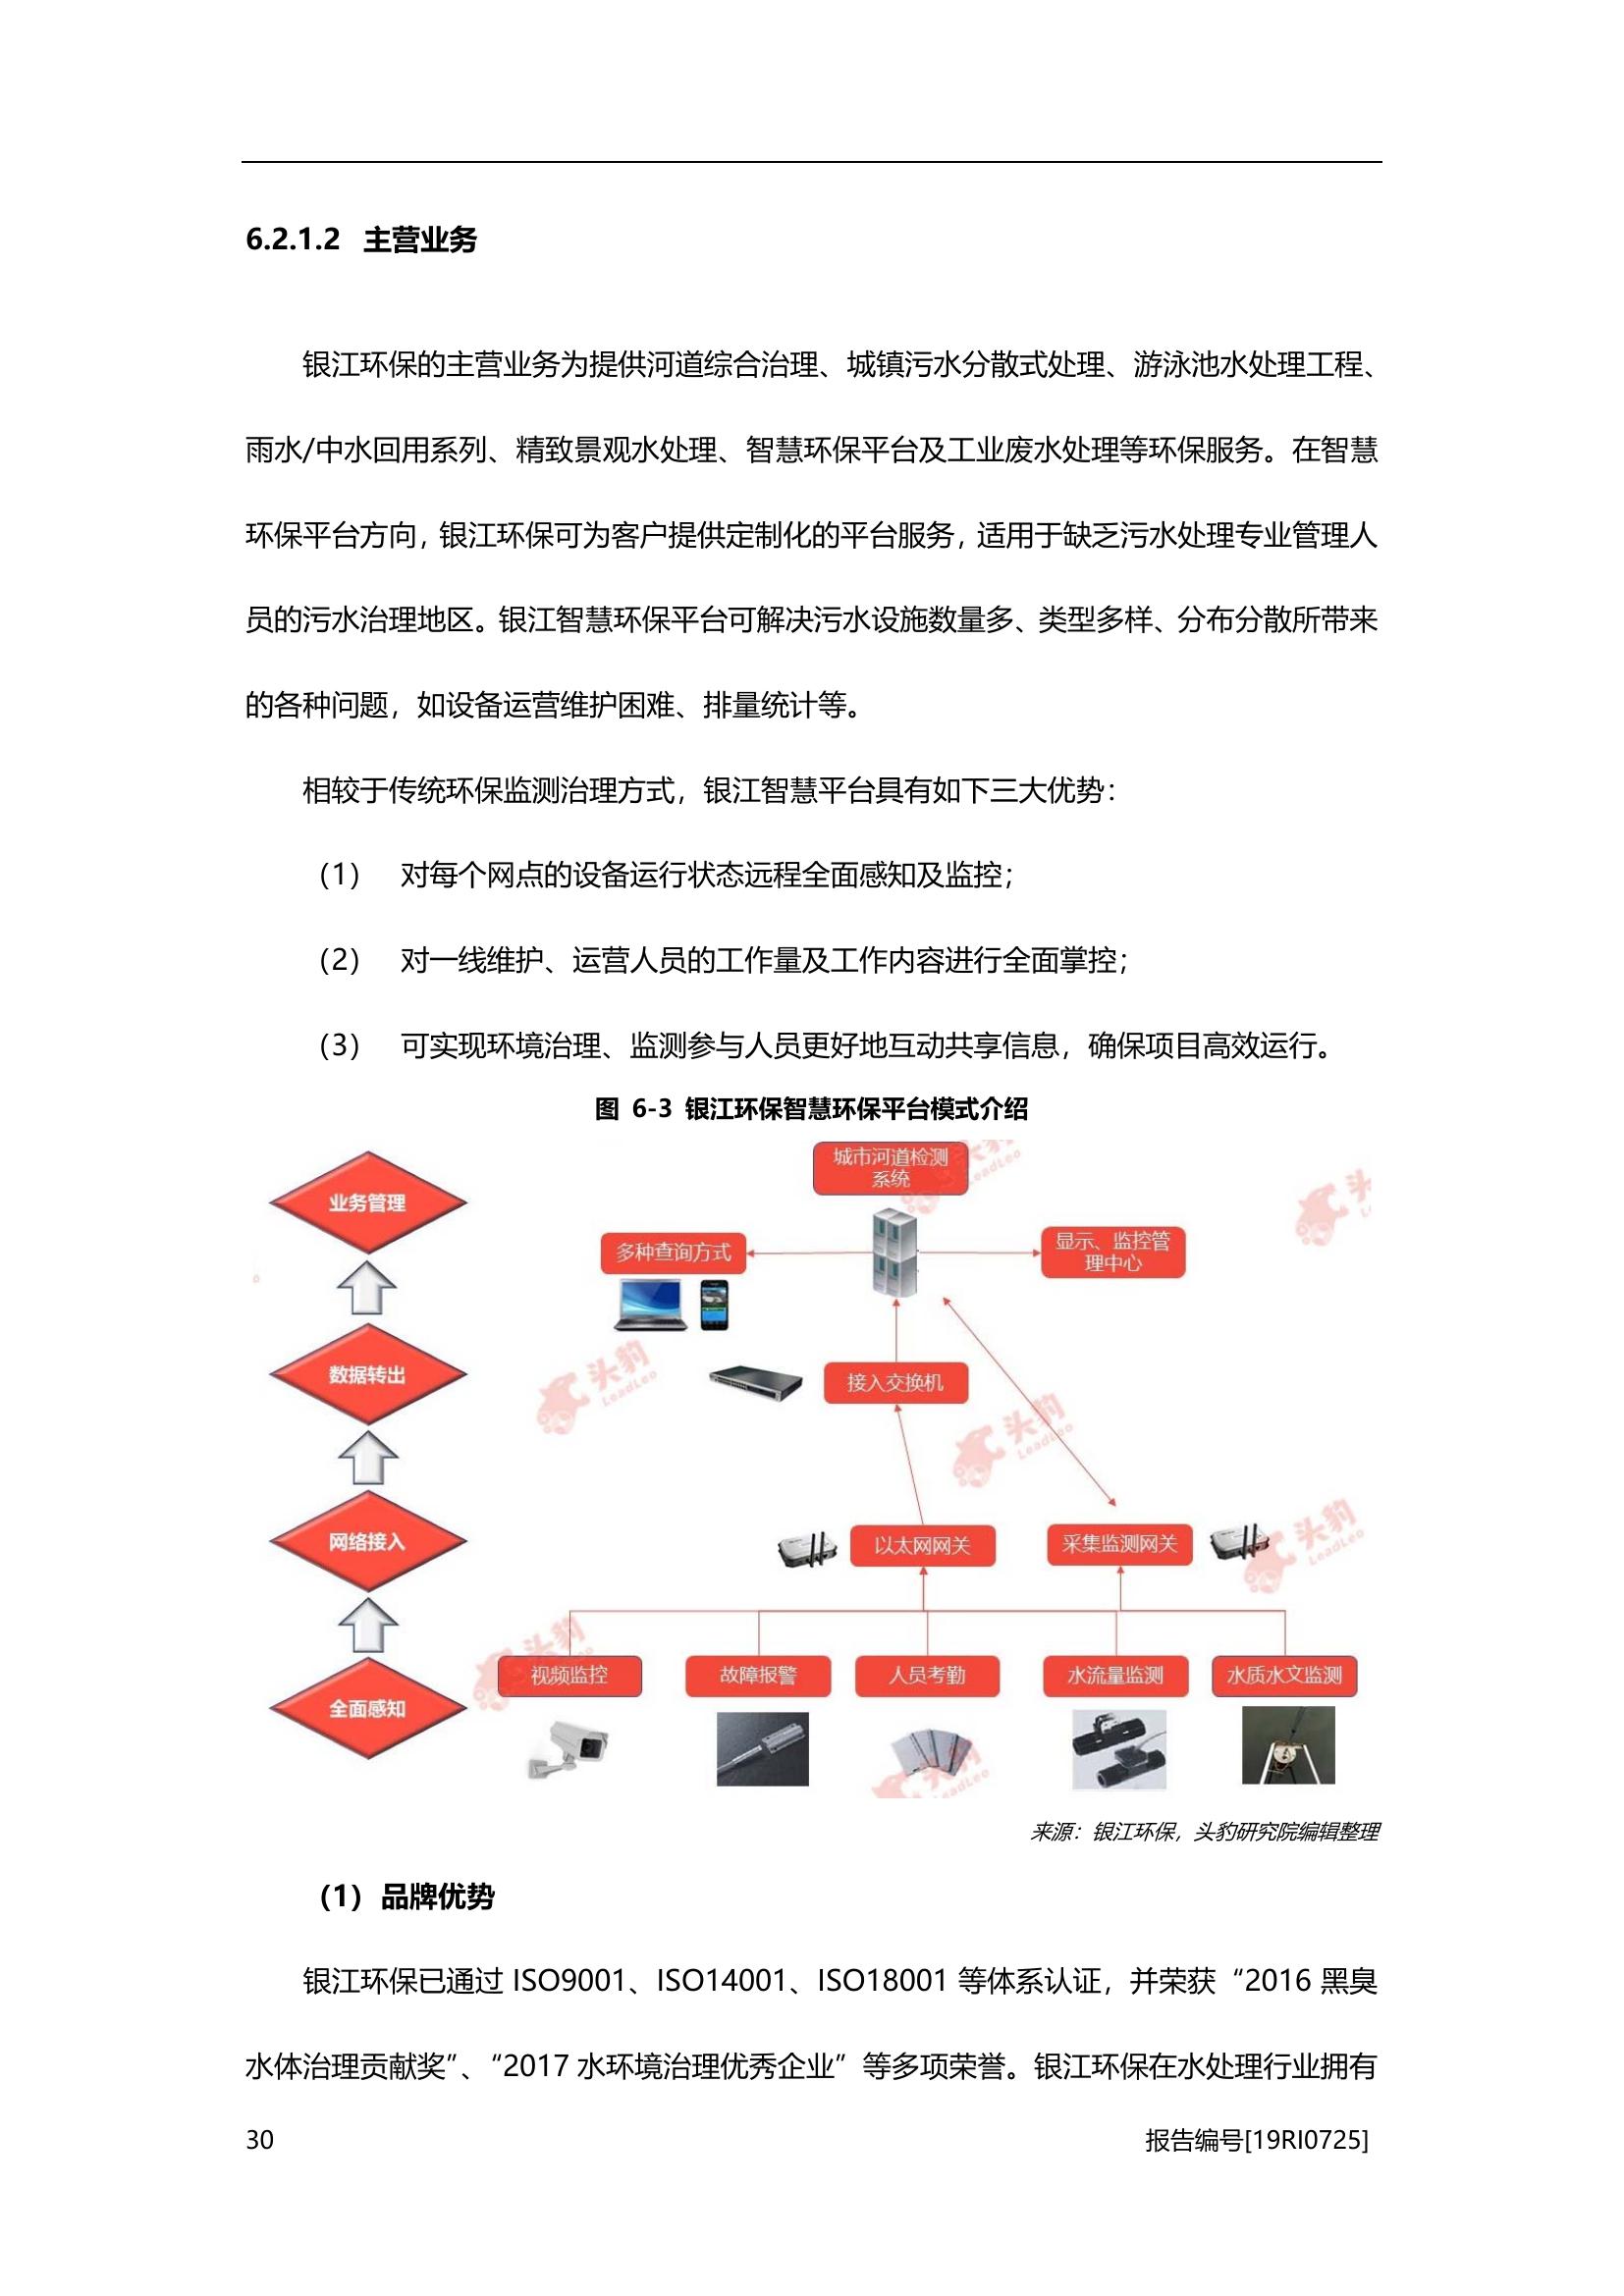 6.2.1.2 主营业务
银江环保的主营业务为提供河道综合治理、城镇污水分散式处理、游泳池水处理工程、
雨水/中水回用系列、精致景观水处理、智慧环保平台及工业废水处理等环保服务。在智慧
环保平台方向，银江环保可为客户提供定制化的平台服务，适用于缺乏污水处理专业管理人
员的污水治理地区。银江智慧环保平台可解决污水设施数量多、类型多样、分布分散所带来
的各种问题，如设备运营维护困难、排量统计等。
相较于传统环保监测治理方式，银江智慧平台具有如下三大优势：
（1） 对每个网点的设备运行状态远程全面感知及监控；
（2） 对一线维护、运营人员的工作量及工作内容进行全面掌控；
（3） 可实现环境治理、监测参与人员更好地互动共享信息，确保项目高效运行。
图 6-3 银江环保智慧环保平台模式介绍
业务管理
数据转出
网络接入
全面感知
城市河道检测
系统
多种查询方式
显示、监控管
理中心
接入交换机
以太网网关
采集监测网关
视频监控
故障报警
人员考勤
水流量监测
水质水文监测
头豹
LeadLeo
头豹
LeadLeo
头豹
LeadLeo
头豹
头豹
LeadLeo
来源：银江环保，头豹研究院编辑整理
（1）品牌优势
银江环保已通过 ISO9001、ISO14001、ISO18001 等体系认证，并荣获“2016 黑臭
水体治理贡献奖”、“2017 水环境治理优秀企业”等多项荣誉。银江环保在水处理行业拥有
30
报告编号[19RI0725]